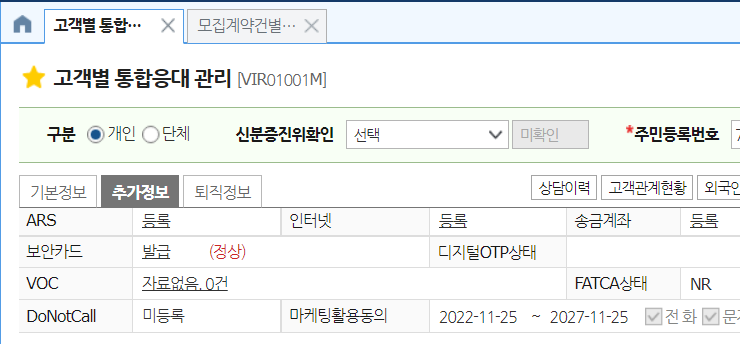 고객별 통합… 모집계약건별…
고객별 통합응대 관리 [VIR01001M]
구분 개인 단체 신분증진위확인 선택 미확인 *주민등록번호
기본정보 추가정보 퇴직정보 상담이력 고객관계현황 외국인
ARS 등록 인터넷 등록 송금계좌 등록
보안카드 발급 (정상) 디지털OTP상태
VOC 자료없음, 0건 FATCA상태 NR
DoNotCall 미등록 마케팅활용동의 2022-11-25 ~ 2027-11-25 전화